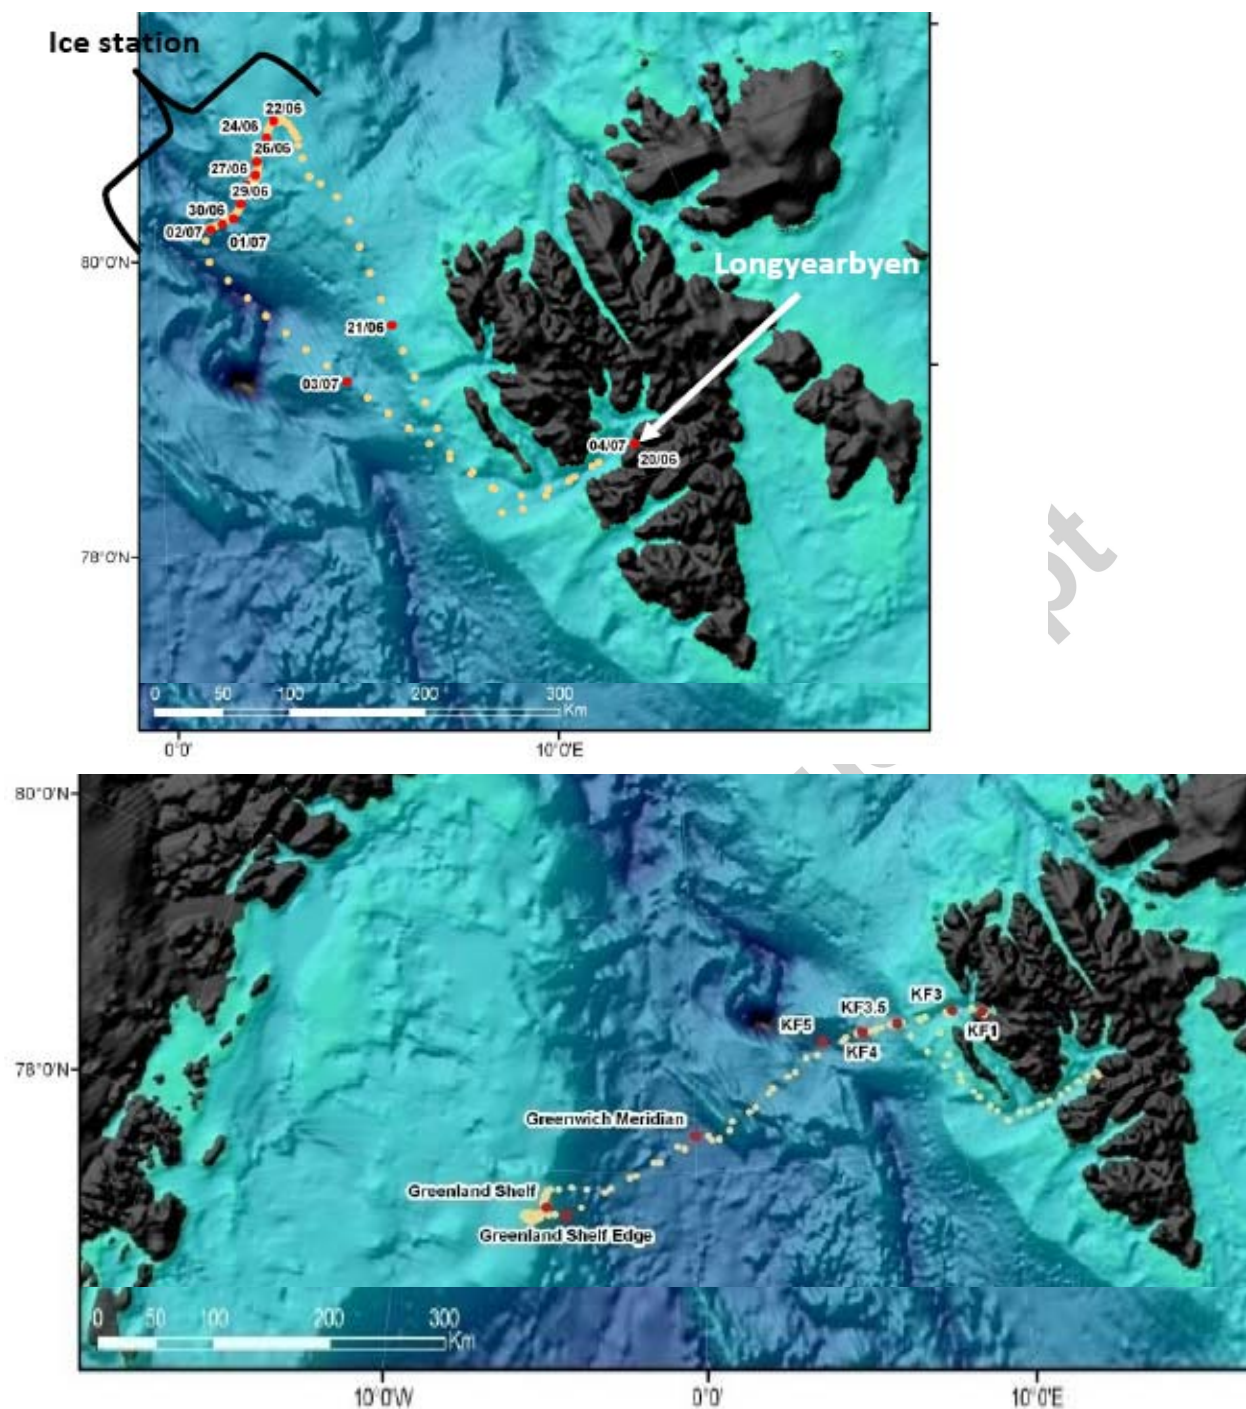 Ice station
22/06
24/06
26/06
27/06
29/06
30/06
02/07
01/07
80°0'N
Longyearbyen
21/06
03/07
04/07
20/06
78°0'N
0 50 100 200 300
Km
0°0' 10°0'E
80°0'N
KF3
KF3.5
KF5
KF1
KF4
78°0'N
Greenwich Meridian
Greenland Shelf
Greenland Shelf Edge
0 50 100 200 300
Km
10°0'W 0°0' 10°0'E